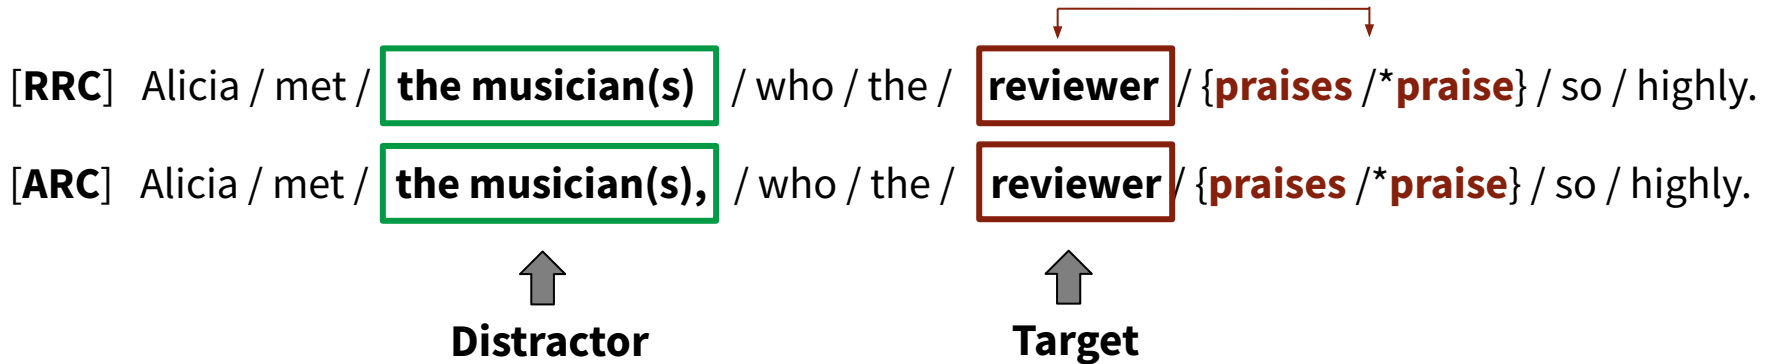 [RRC] Alicia / met / the musician(s) / who / the / reviewer / {praises /*praise} / so / highly.
[ARC] Alicia / met / the musician(s), / who / the / reviewer / {praises /*praise} / so / highly.
Distractor Target